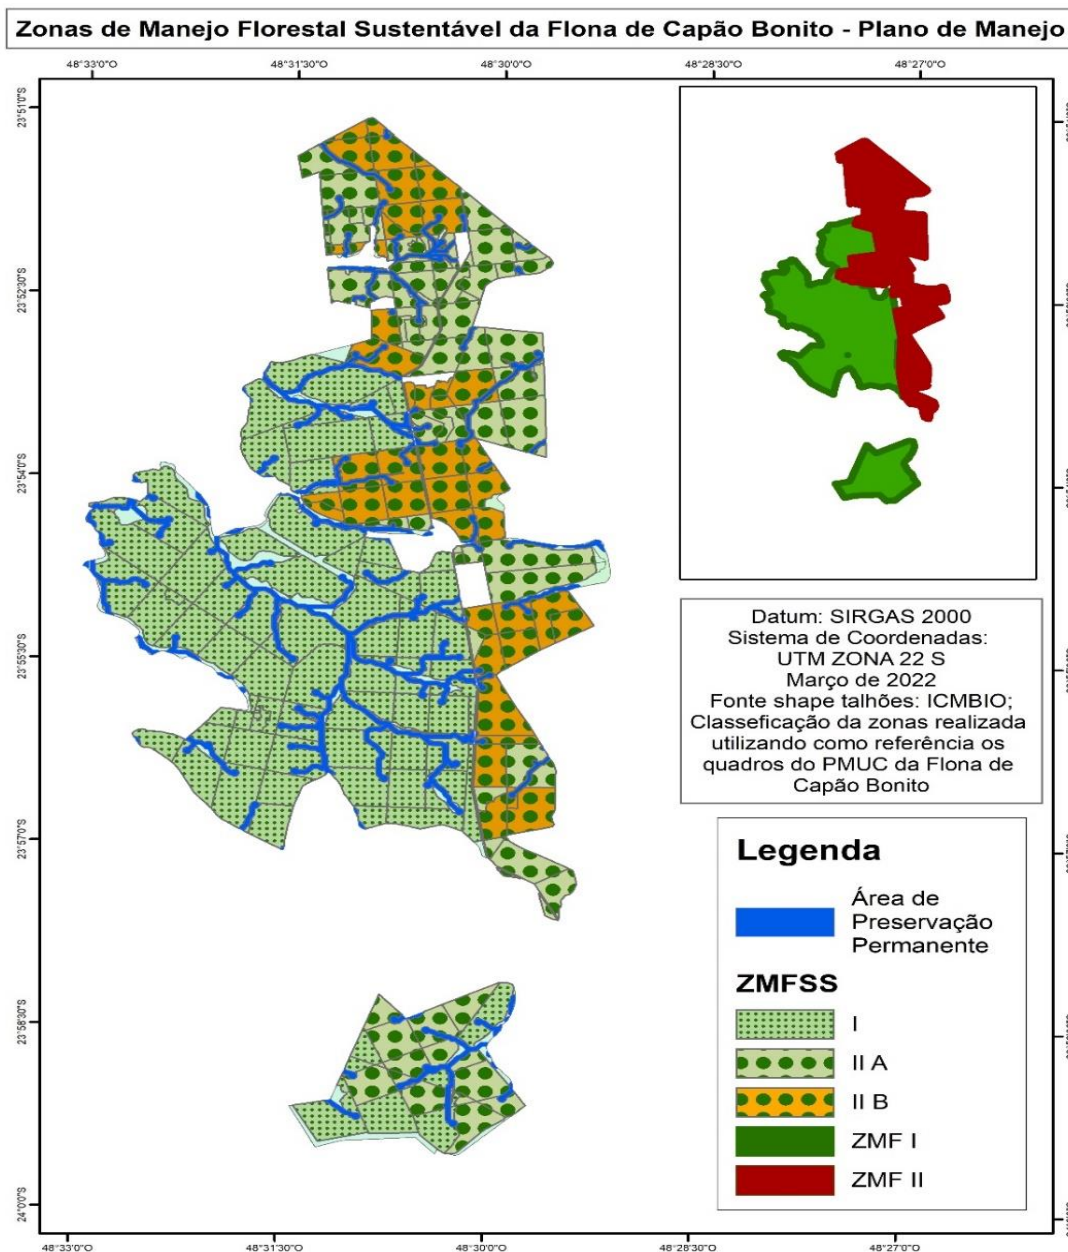 Zonas de Manejo Florestal Sustentável da Flona de Capão Bonito - Plano de Manejo
48°33'0"O
48°31'30"O
48°30'0"O
48°28'30"O
48°27'0"O
23°51'0"S
23°52'30"S
23°54'0"S
23°55'30"S
23°57'0"S
23°58'30"S
24°0'0"S
Datum: SIRGAS 2000
Sistema de Coordenadas:
UTM ZONA 22 S
Março de 2022
Fonte shape talhões: ICMBIO;
Classeficação da zonas realizada
utilizando como referência os
quadros do PMUC da Flona de
Capão Bonito
Legenda
Área de
Preservação
Permanente
ZMFSS
I
II A
II B
ZMF I
ZMF II
48°33'0"O
48°31'30"O
48°30'0"O
48°28'30"O
48°27'0"O